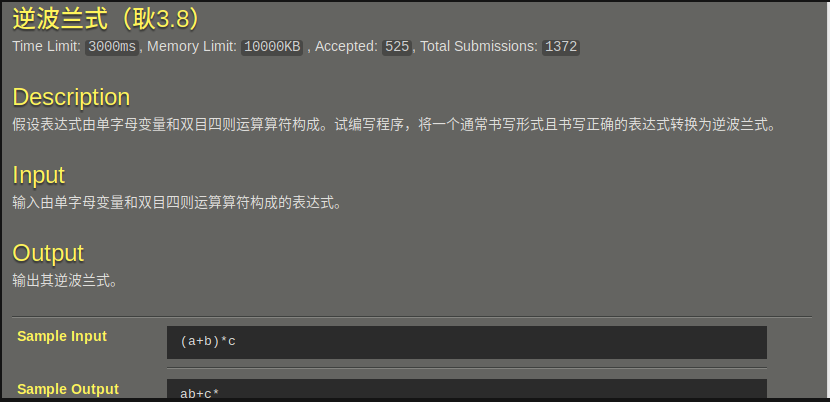 逆波兰式（耿3.8）
Time Limit: 3000ms, Memory Limit: 10000KB , Accepted: 525, Total Submissions: 1372
Description
假设表达式由单字母变量和双目四则运算算符构成。试编写程序，将一个通常书写形式且书写正确的表达式转换为逆波兰式。
Input
输入由单字母变量和双目四则运算算符构成的表达式。
Output
输出其逆波兰式。
Sample Input
(a+b)*c
Sample Output
ab+c*